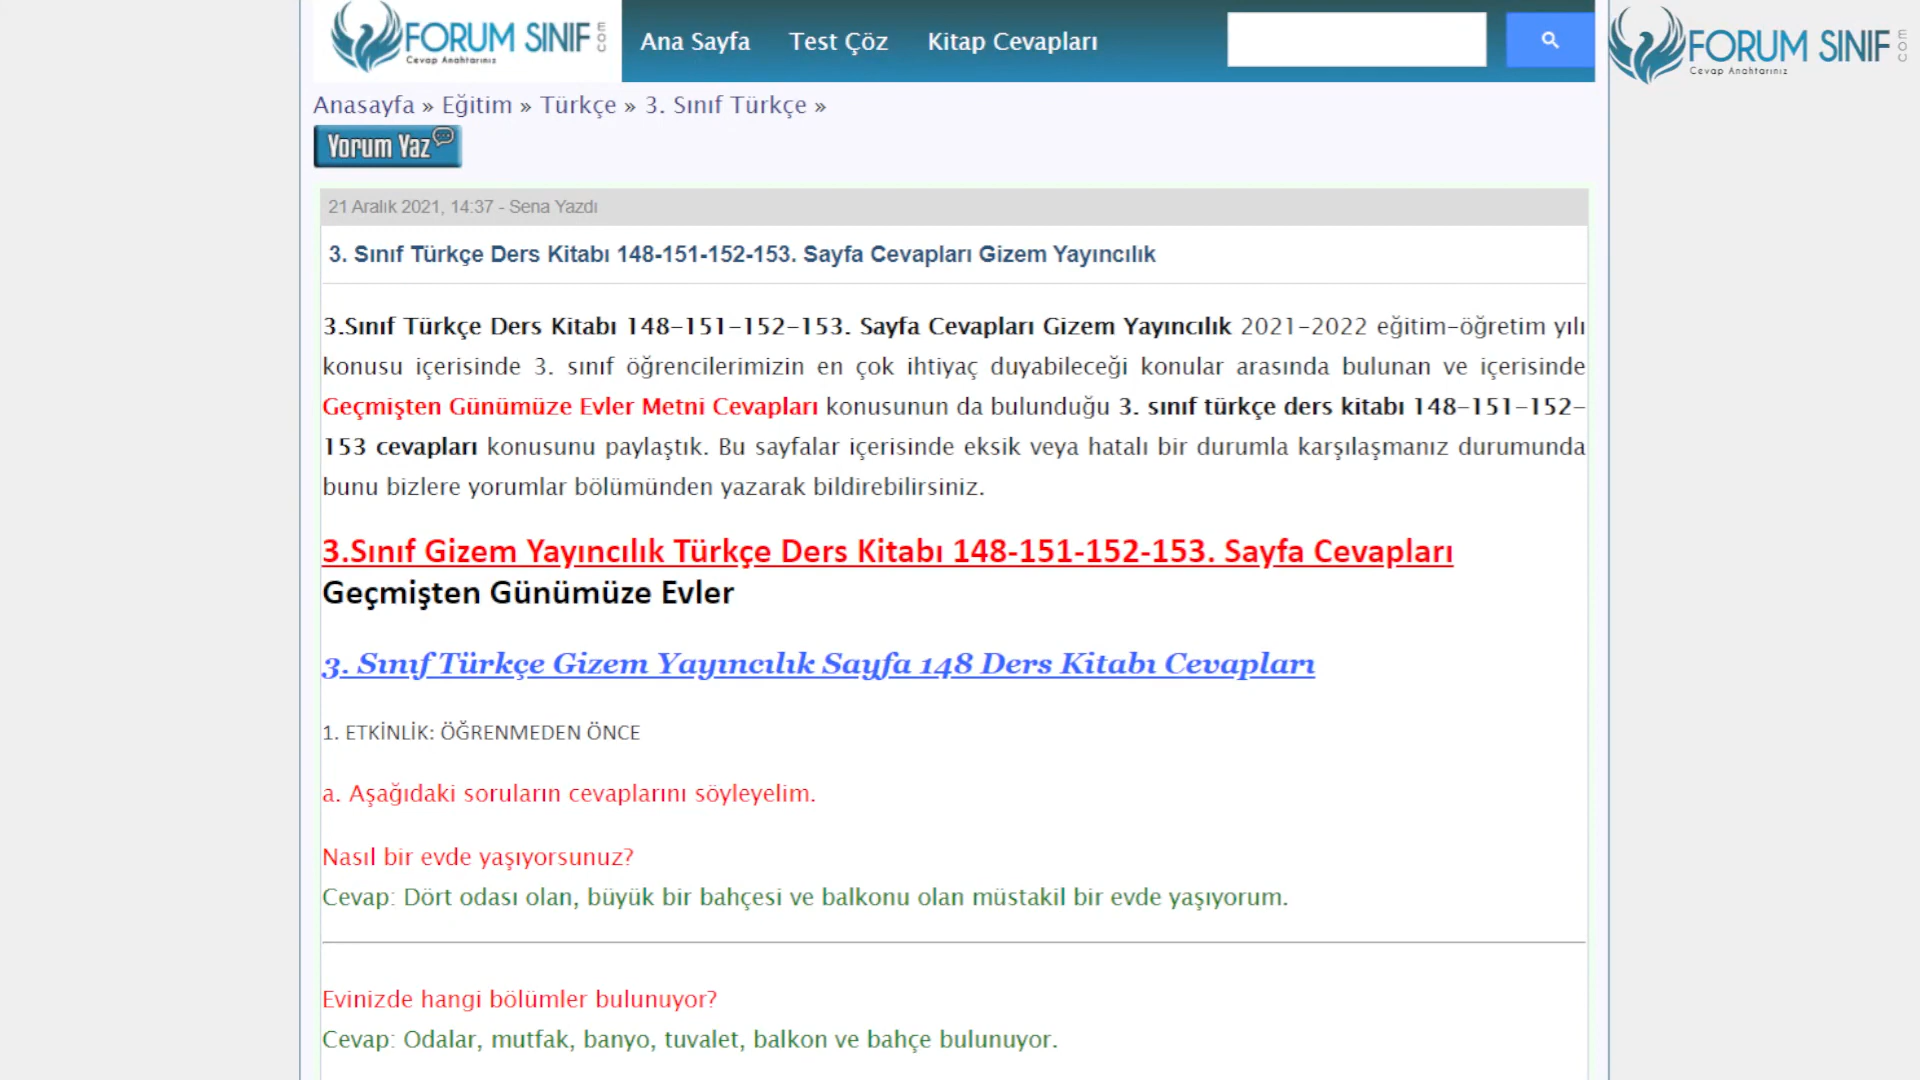 FORUM SINIF com
Cevap Anahtarınız
Ana Sayfa Test Çöz Kitap Cevapları
FORUM SINIF com
Cevap Anahtarınız
Anasayfa » Eğitim » Türkçe » 3. Sınıf Türkçe »
Yorum Yaz
21 Aralık 2021, 14:37 - Sena Yazdı
3. Sınıf Türkçe Ders Kitabı 148-151-152-153. Sayfa Cevapları Gizem Yayıncılık
3.Sınıf Türkçe Ders Kitabı 148-151-152-153. Sayfa Cevapları Gizem Yayıncılık 2021-2022 eğitim-öğretim yılı
konusu içerisinde 3. sınıf öğrencilerimizin en çok ihtiyaç duyabileceği konular arasında bulunan ve içerisinde
Geçmişten Günümüze Evler Metni Cevapları konusunun da bulunduğu 3. sınıf türkçe ders kitabı 148-151-152-
153 cevapları konusunu paylaştık. Bu sayfalar içerisinde eksik veya hatalı bir durumla karşılaşmanız durumunda
bunu bizlere yorumlar bölümünden yazarak bildirebilirsiniz.
3.Sınıf Gizem Yayıncılık Türkçe Ders Kitabı 148-151-152-153. Sayfa Cevapları
Geçmişten Günümüze Evler
3. Sınıf Türkçe Gizem Yayıncılık Sayfa 148 Ders Kitabı Cevapları
1. ETKİNLİK: ÖĞRENMEDEN ÖNCE
a. Aşağıdaki soruların cevaplarını söyleyelim.
Nasıl bir evde yaşıyorsunuz?
Cevap: Dört odası olan, büyük bir bahçesi ve balkonu olan müstakil bir evde yaşıyorum.
Evinizde hangi bölümler bulunuyor?
Cevap: Odalar, mutfak, banyo, tuvalet, balkon ve bahçe bulunuyor.